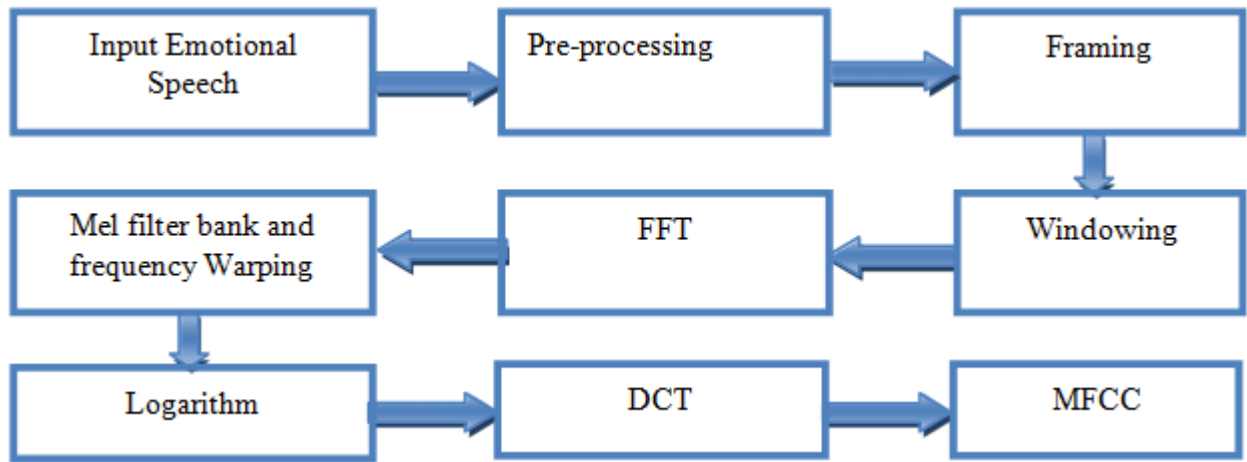 Input Emotional
Speech
Pre-processing
Framing
Windowing
FFT
Mel filter bank and
frequency Warping
Logarithm
DCT
MFCC